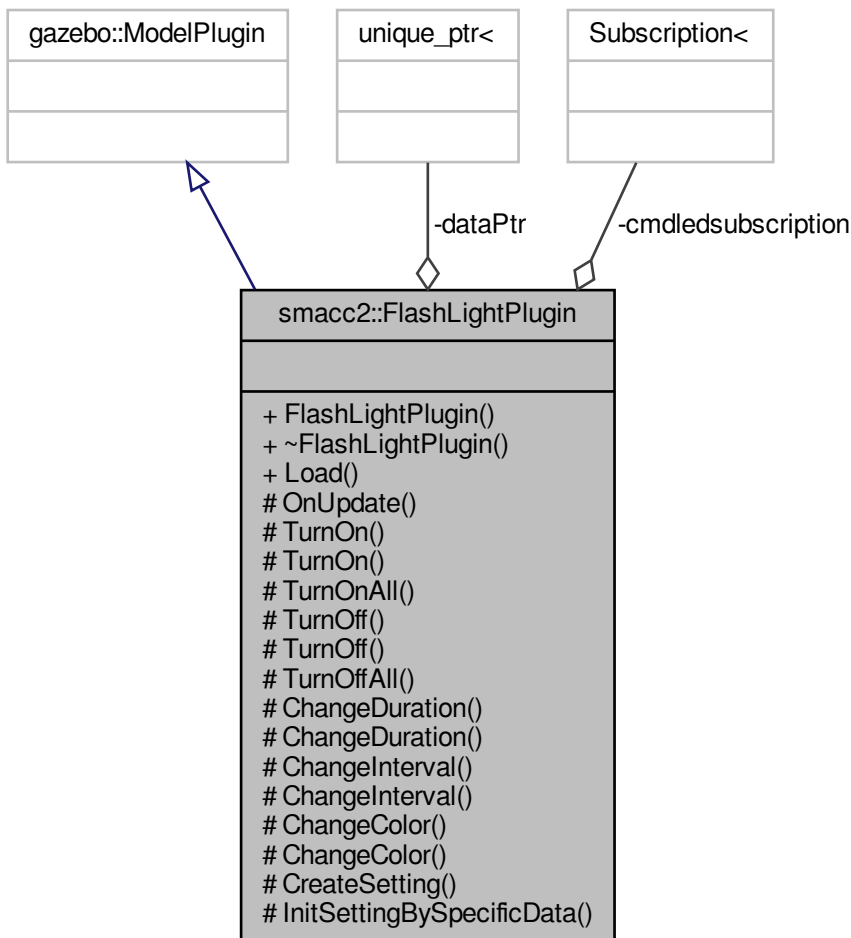 gazebo::ModelPlugin
unique_ptr<
Subscription<
-dataPtr
-cmdledsubscription
smacc2::FlashLightPlugin
+ FlashLightPlugin()
+ ~FlashLightPlugin()
+ Load()
# OnUpdate()
# TurnOn()
# TurnOn()
# TurnOnAll()
# TurnOff()
# TurnOff()
# TurnOffAll()
# ChangeDuration()
# ChangeDuration()
# ChangeInterval()
# ChangeInterval()
# ChangeColor()
# ChangeColor()
# CreateSetting()
# InitSettingBySpecificData()